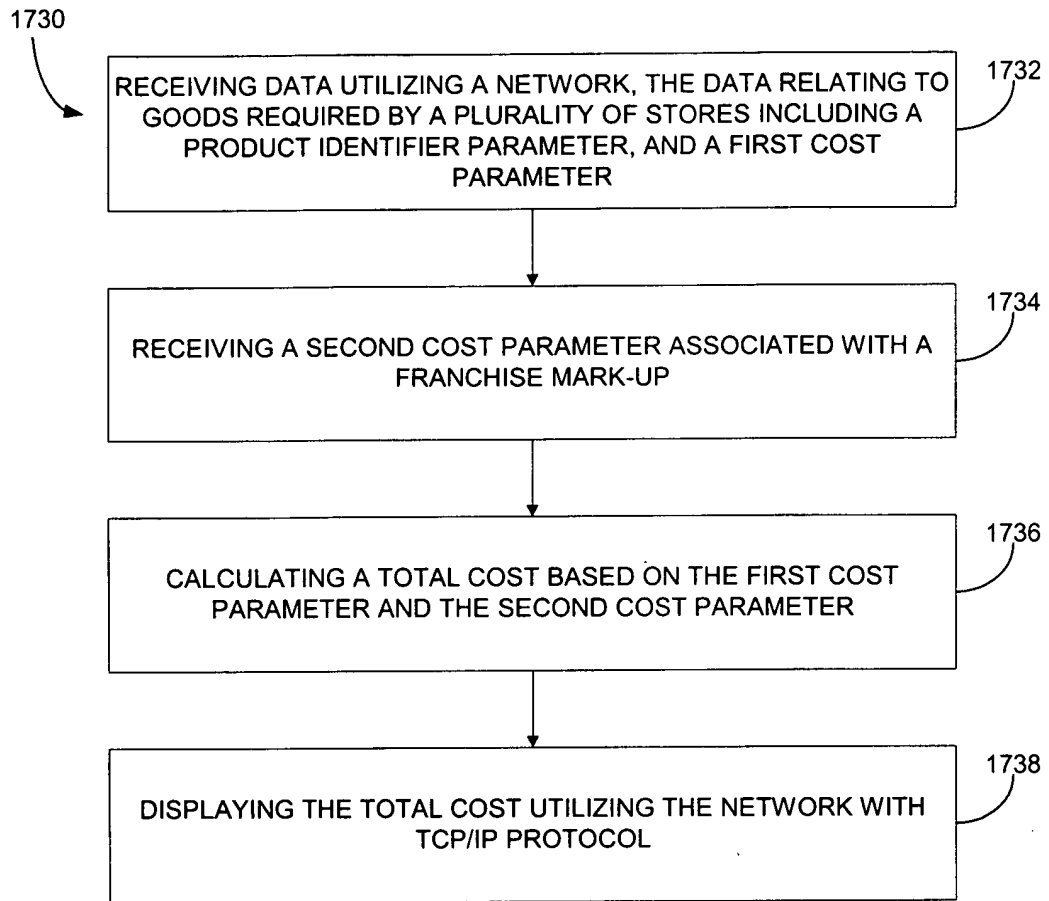 1730
RECEIVING DATA UTILIZING A NETWORK, THE DATA RELATING TO
GOODS REQUIRED BY A PLURALITY OF STORES INCLUDING A
PRODUCT IDENTIFIER PARAMETER, AND A FIRST COST
PARAMETER
1732
RECEIVING A SECOND COST PARAMETER ASSOCIATED WITH A
FRANCHISE MARK-UP
1734
CALCULATING A TOTAL COST BASED ON THE FIRST COST
PARAMETER AND THE SECOND COST PARAMETER
1736
DISPLAYING THE TOTAL COST UTILIZING THE NETWORK WITH
TCP/IP PROTOCOL
1738